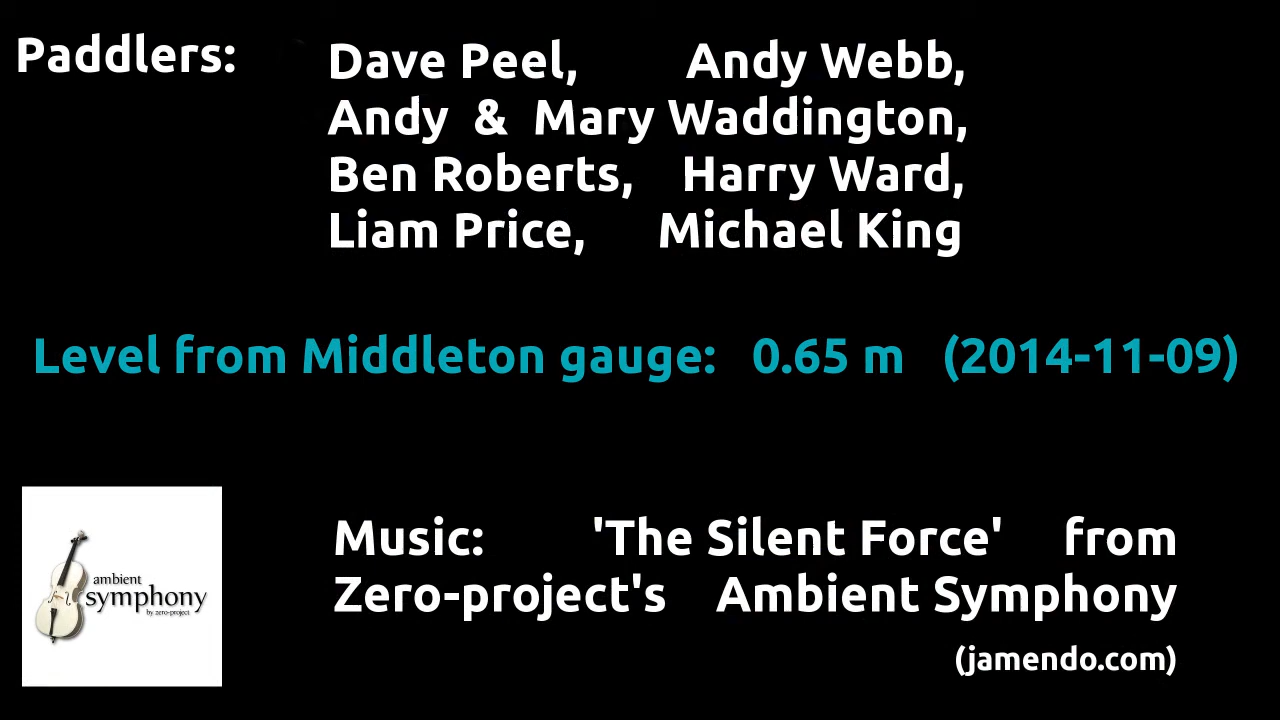 Paddlers: Dave Peel, Andy Webb,
Andy & Mary Waddington,
Ben Roberts, Harry Ward,
Liam Price, Michael King
Level from Middleton gauge: 0.65 m (2014-11-09)
ambient
symphony
by zero-project
Music: 'The Silent Force' from
Zero-project's Ambient Symphony
(jamendo.com)